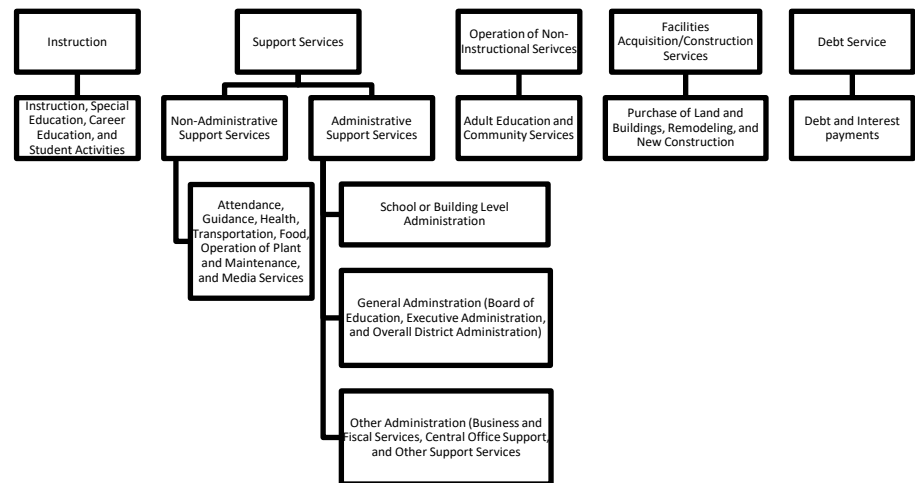 Instruction
Support Services
Operation of Non-
Instructional Serivces
Facilities
Acquisition/Construction
Services
Debt Service
Instruction, Special
Education, Career
Education, and
Student Activities
Non-Administrative
Support Services
Administrative
Support Services
Adult Education and
Community Services
Purchase of Land and
Buildings, Remodeling, and
New Construction
Debt and Interest
payments
Attendance,
Guidance, Health,
Transportation, Food,
Operation of Plant
and Maintenance,
and Media Services
School or Building Level
Administration
General Adminstration (Board of
Education, Executive Administration,
and Overall District Administration)
Other Administration (Business and
Fiscal Services, Central Office Support,
and Other Support Services